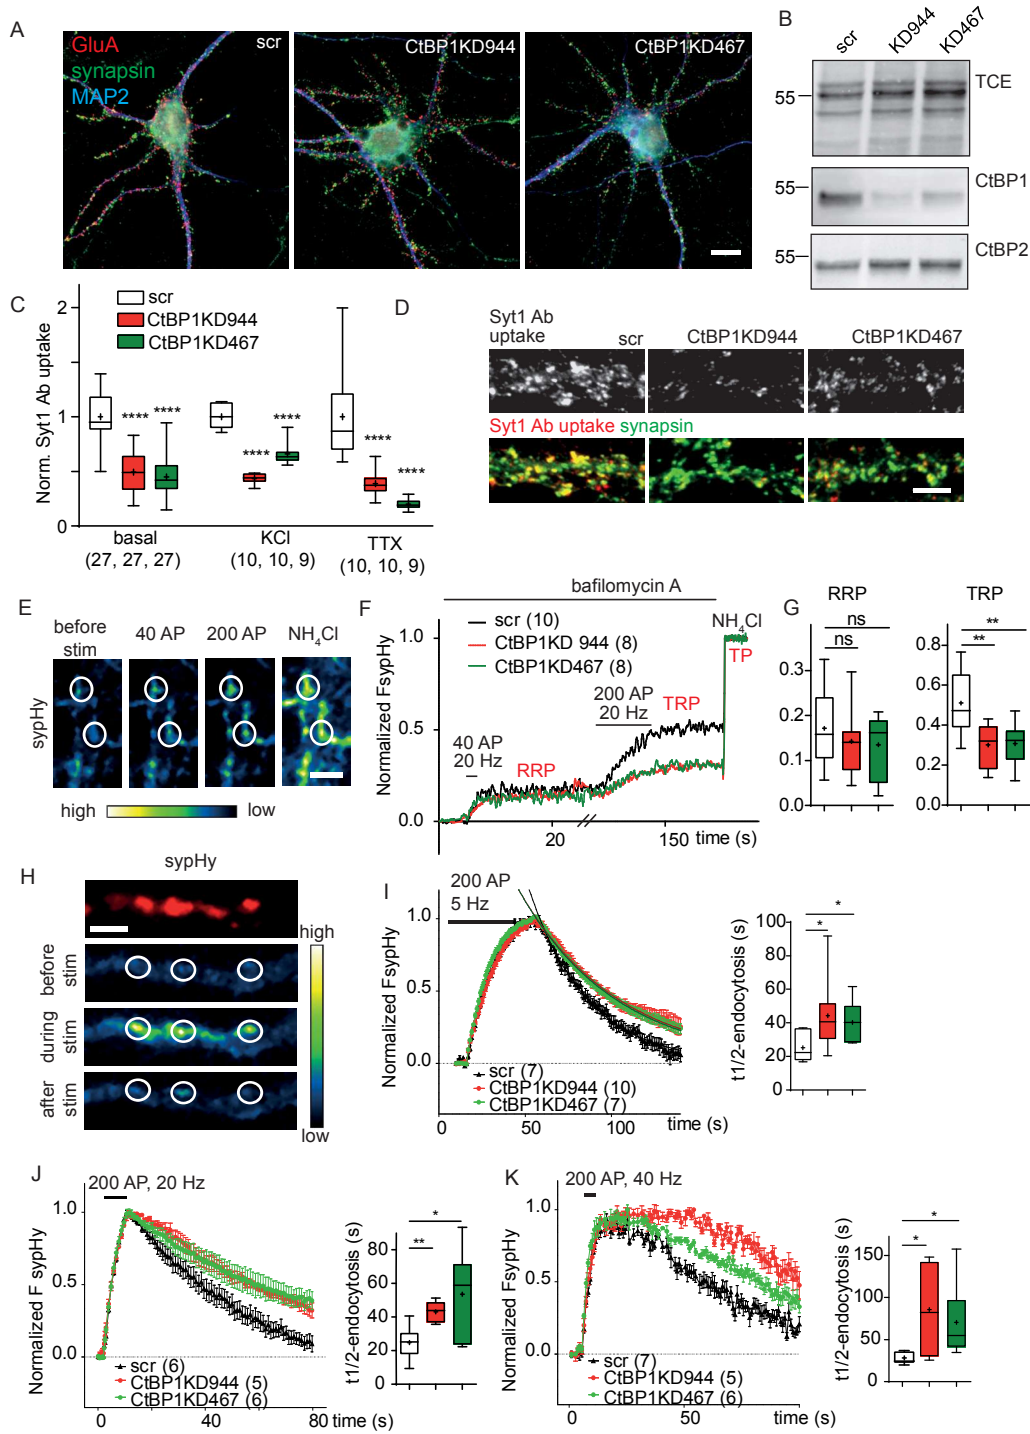 A
GluA
synapsin
MAP2
scr
CtBP1KD944
CtBP1KD467
B
scr
KD944
KD467
55
TCE
55
CtBP1
55
CtBP2
C
scr
CtBP1KD944
CtBP1KD467
Norm. Syt1 Ab uptake
2
1
0
**** ****
**** ****
**** ****
basal
(27, 27, 27)
KCl
(10, 10, 9)
TTX
(10, 10, 9)
D
Syt1 Ab
uptake
scr
CtBP1KD944
CtBP1KD467
Syt1 Ab uptake synapsin
E
before
stim
40 AP
200 AP
NH4Cl
sypHy
high
low
F
bafilomycin A
scr (10)
CtBP1KD 944 (8)
CtBP1KD467 (8)
NH4Cl
TP
Normalized FsypHy
1.0
0.5
0.0
40 AP
20 Hz
RRP
200 AP
20 Hz
TRP
20
150
time (s)
G
RRP
ns
ns
0.3
0.2
0.1
0.0
TRP
**
**
0.8
0.6
0.4
0.2
0.0
H
sypHy
before
stim
during
stim
after
stim
high
low
I
200 AP
5 Hz
Normalized FsypHy
1.0
0.5
0.0
scr (7)
CtBP1KD944 (10)
CtBP1KD467 (7)
0
50
100
time (s)
t1/2-endocytosis (s)
100
80
60
40
20
0
*
*
J
200 AP, 20 Hz
Normalized F sypHy
1.0
0.5
0.0
scr (6)
CtBP1KD944 (5)
CtBP1KD467 (6)
0
40
80
time (s)
t1/2-endocytosis (s)
80
60
40
20
0
*
**
K
200 AP, 40 Hz
Normalized FsypHy
1.0
0.5
0.0
scr (7)
CtBP1KD944 (5)
CtBP1KD467 (6)
0
50
100
time (s)
t1/2-endocytosis (s)
150
100
50
0
*
*